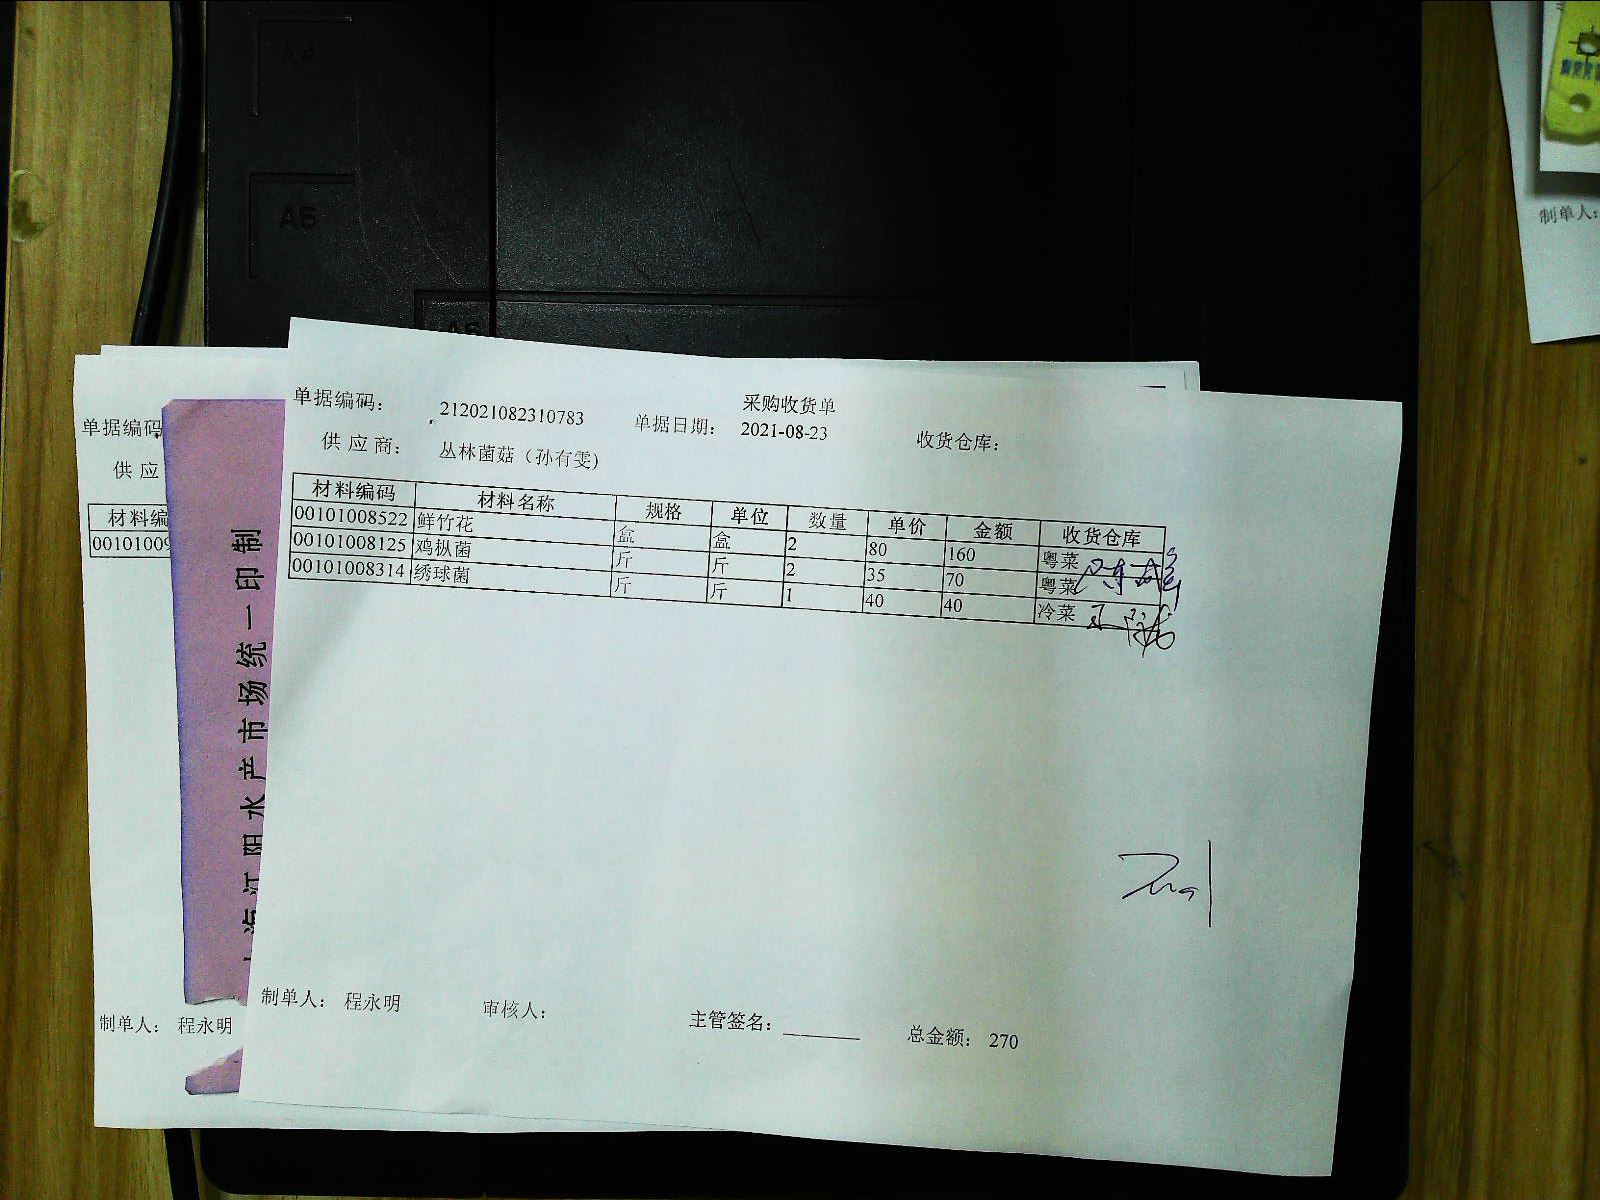 A4
A5
A6
制单人:
采购收货单
单据编码: 212021082310783 单据日期: 2021-08-23 收货仓库:
供应商: 丛林菌菇（孙有雯)
材料编码 材料名称 规格 单位 数量 单价 金额 收货仓库
00101008522 鲜竹花 盒 盒 2 80 160 粤菜
00101008125 鸡枞菌 斤 斤 2 35 70 粤菜
00101008314 绣球菌 斤 斤 1 40 40 冷菜
制单人: 程永明 审核人: 主管签名: 总金额: 270
单据编码
供应
材料编
00101009
制单人: 程永明
海江阳水产市场统一印制